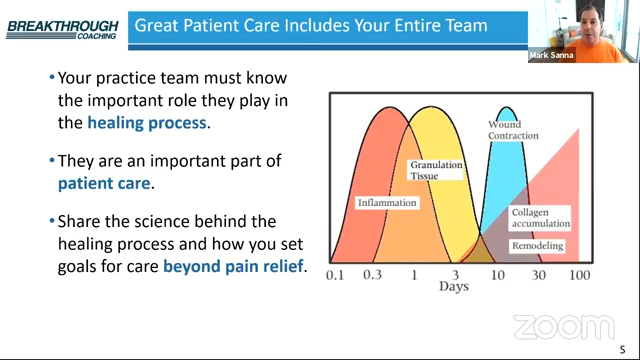 BREAKTHROUGH
COACHING
Great Patient Care Includes Your Entire Team
Mark Sanna
• Your practice team must know
the important role they play in
the healing process.
• They are an important part of
patient care.
• Share the science behind the
healing process and how you set
goals for care beyond pain relief.
Wound
Contraction
Granulation
Tissue
Inflammation
Collagen
accumulation
Remodeling
0.1 0.3 1 3 10 30 100
Days
zoom
S